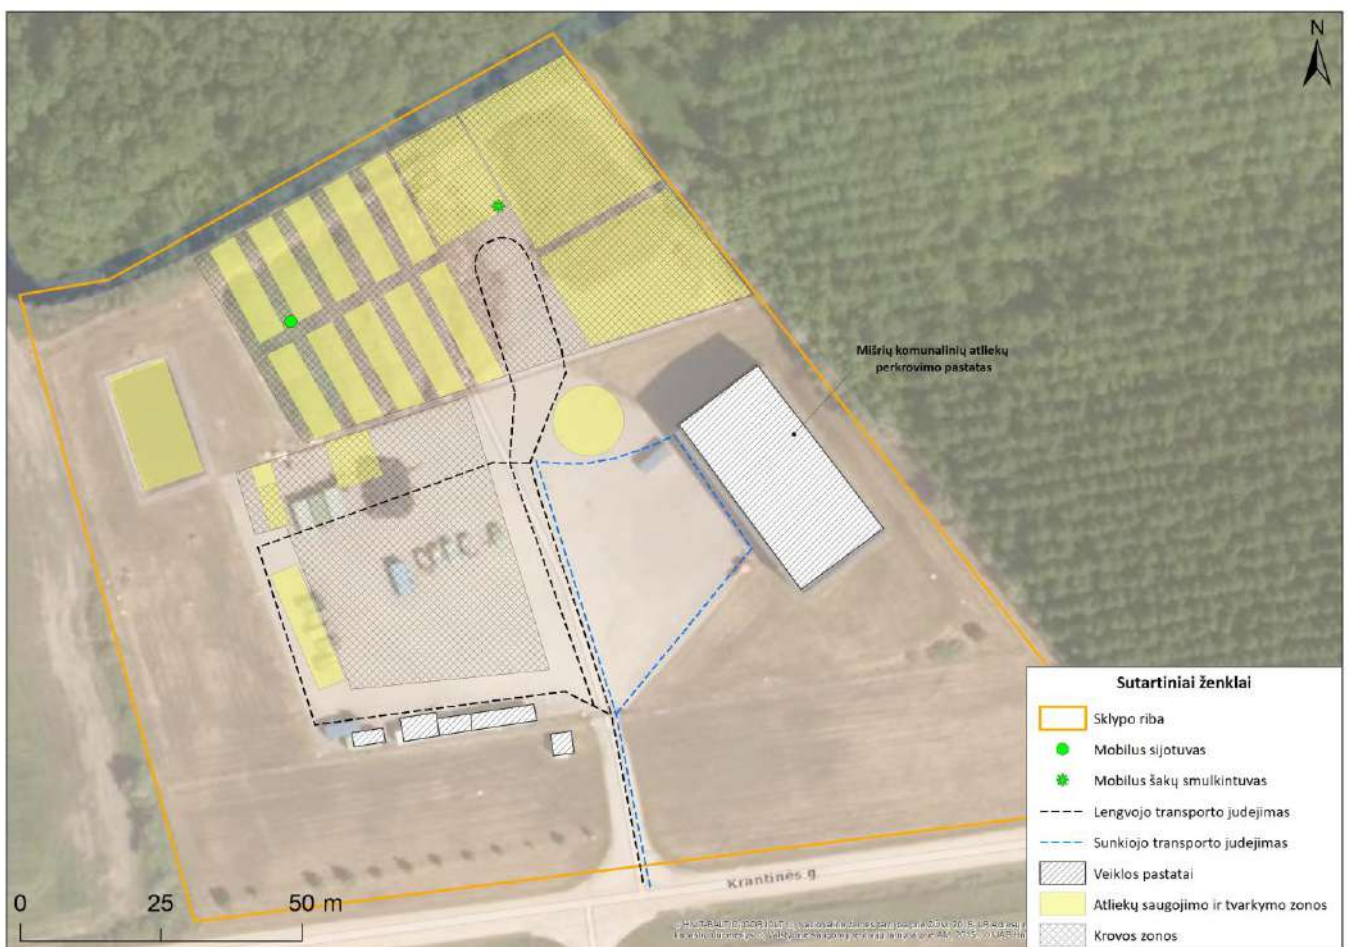 N
Mišrių komunalinių atliekų
perkrovimo pastatas
Sutartiniai ženklai
Sklypo riba
Mobilus sijotuvas
Mobilus šakų smulkintuvas
Lengvojo transporto judėjimas
Sunkiojo transporto judėjimas
Veiklos pastatai
Atliekų saugojimo ir tvarkymo zonos
Krovos zonos
Krantinės g.
0 25 50 m